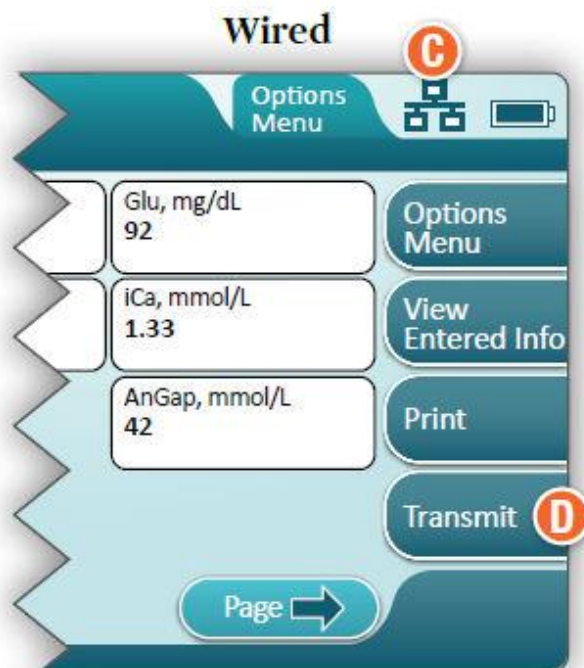 Wired
C
Options
Menu
Glu, mg/dL
92
Options
Menu
iCa, mmol/L
1.33
View
Entered Info
AnGap, mmol/L
42
Print
Transmit
D
Page